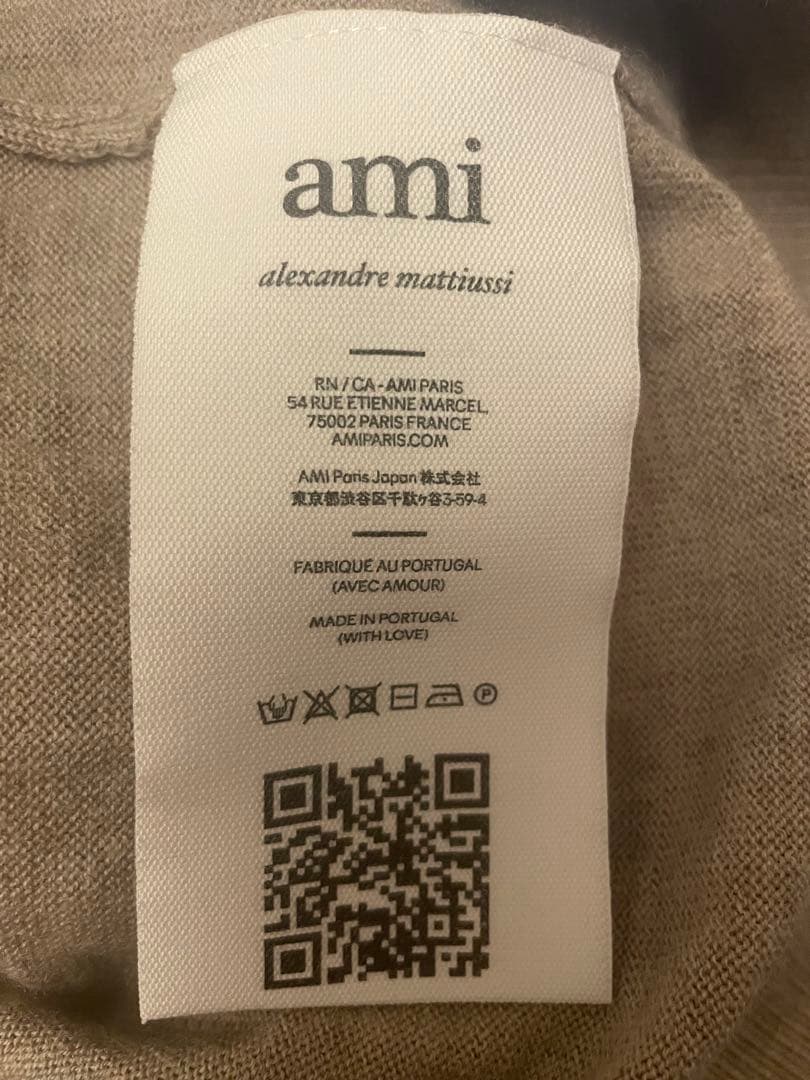 ami
alexandre mattiussi
RN / CA - AMI PARIS
54 RUE ETIENNE MARCEL,
75002 PARIS FRANCE
AMIPARIS.COM
AMI Paris Japan 株式会社
東京都渋谷区千駄ヶ谷3-59-4
FABRIQUÉ AU PORTUGAL
(AVEC AMOUR)
MADE IN PORTUGAL
(WITH LOVE)
P